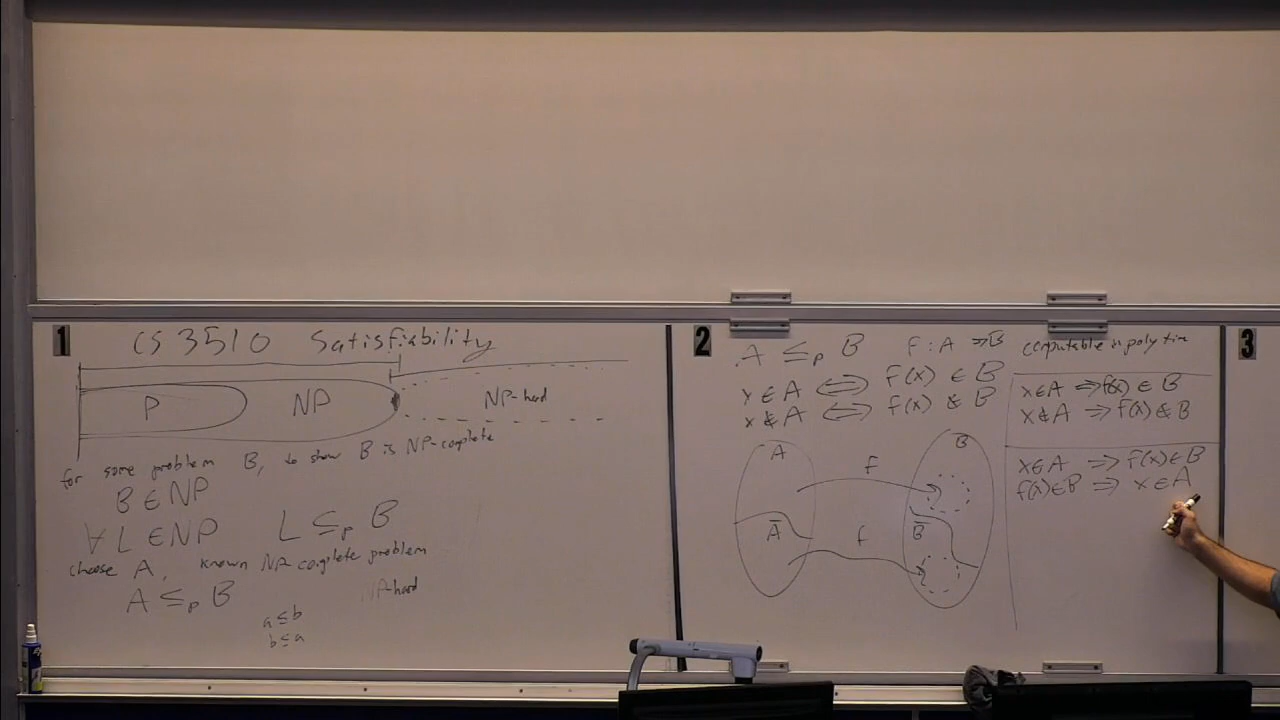 1
CS 3510 Satisfiability
P NP NP-hard
for some problem B, to show B is NP-complete
B ∈ NP
∀ L ∈ NP L ≤p B
choose A, known NP-complete problem
A ≤p B NP-hard
a ≤ b
b ≤ a
2
A ≤p B f : A → B computable in poly time
x ∈ A ⟺ f(x) ∈ B
x ∉ A ⟺ f(x) ∉ B
A f B
Ā f B̄
x ∈ A ⟹ f(x) ∈ B
x ∉ A ⟹ f(x) ∉ B
x ∈ A ⟹ f(x) ∈ B
f(x) ∈ B ⟹ x ∈ A
3